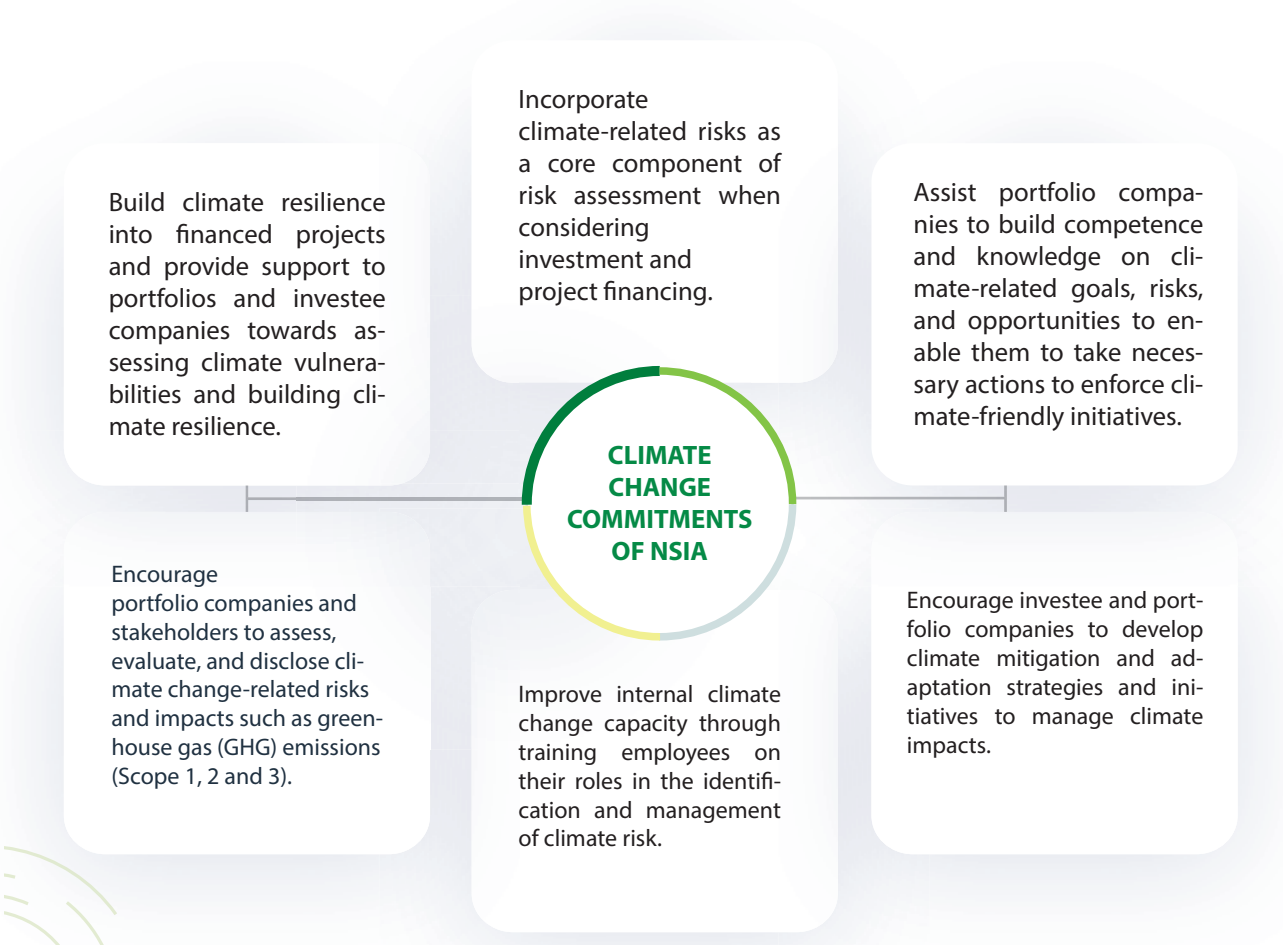 Build climate resilience
into financed projects
and provide support to
portfolios and investee
companies towards as-
sessing climate vulnera-
bilities and building cli-
mate resilience.
Incorporate
climate-related risks as
a core component of
risk assessment when
considering
investment and
project financing.
Assist portfolio compa-
nies to build competence
and knowledge on cli-
mate-related goals, risks,
and opportunities to en-
able them to take neces-
sary actions to enforce cli-
mate-friendly initiatives.
CLIMATE
CHANGE
COMMITMENTS
OF NSIA
Encourage
portfolio companies and
stakeholders to assess,
evaluate, and disclose cli-
mate change-related risks
and impacts such as green-
house gas (GHG) emissions
(Scope 1, 2 and 3).
Improve internal climate
change capacity through
training employees on
their roles in the identifi-
cation and management
of climate risk.
Encourage investee and port-
folio companies to develop
climate mitigation and ad-
aptation strategies and ini-
tiatives to manage climate
impacts.